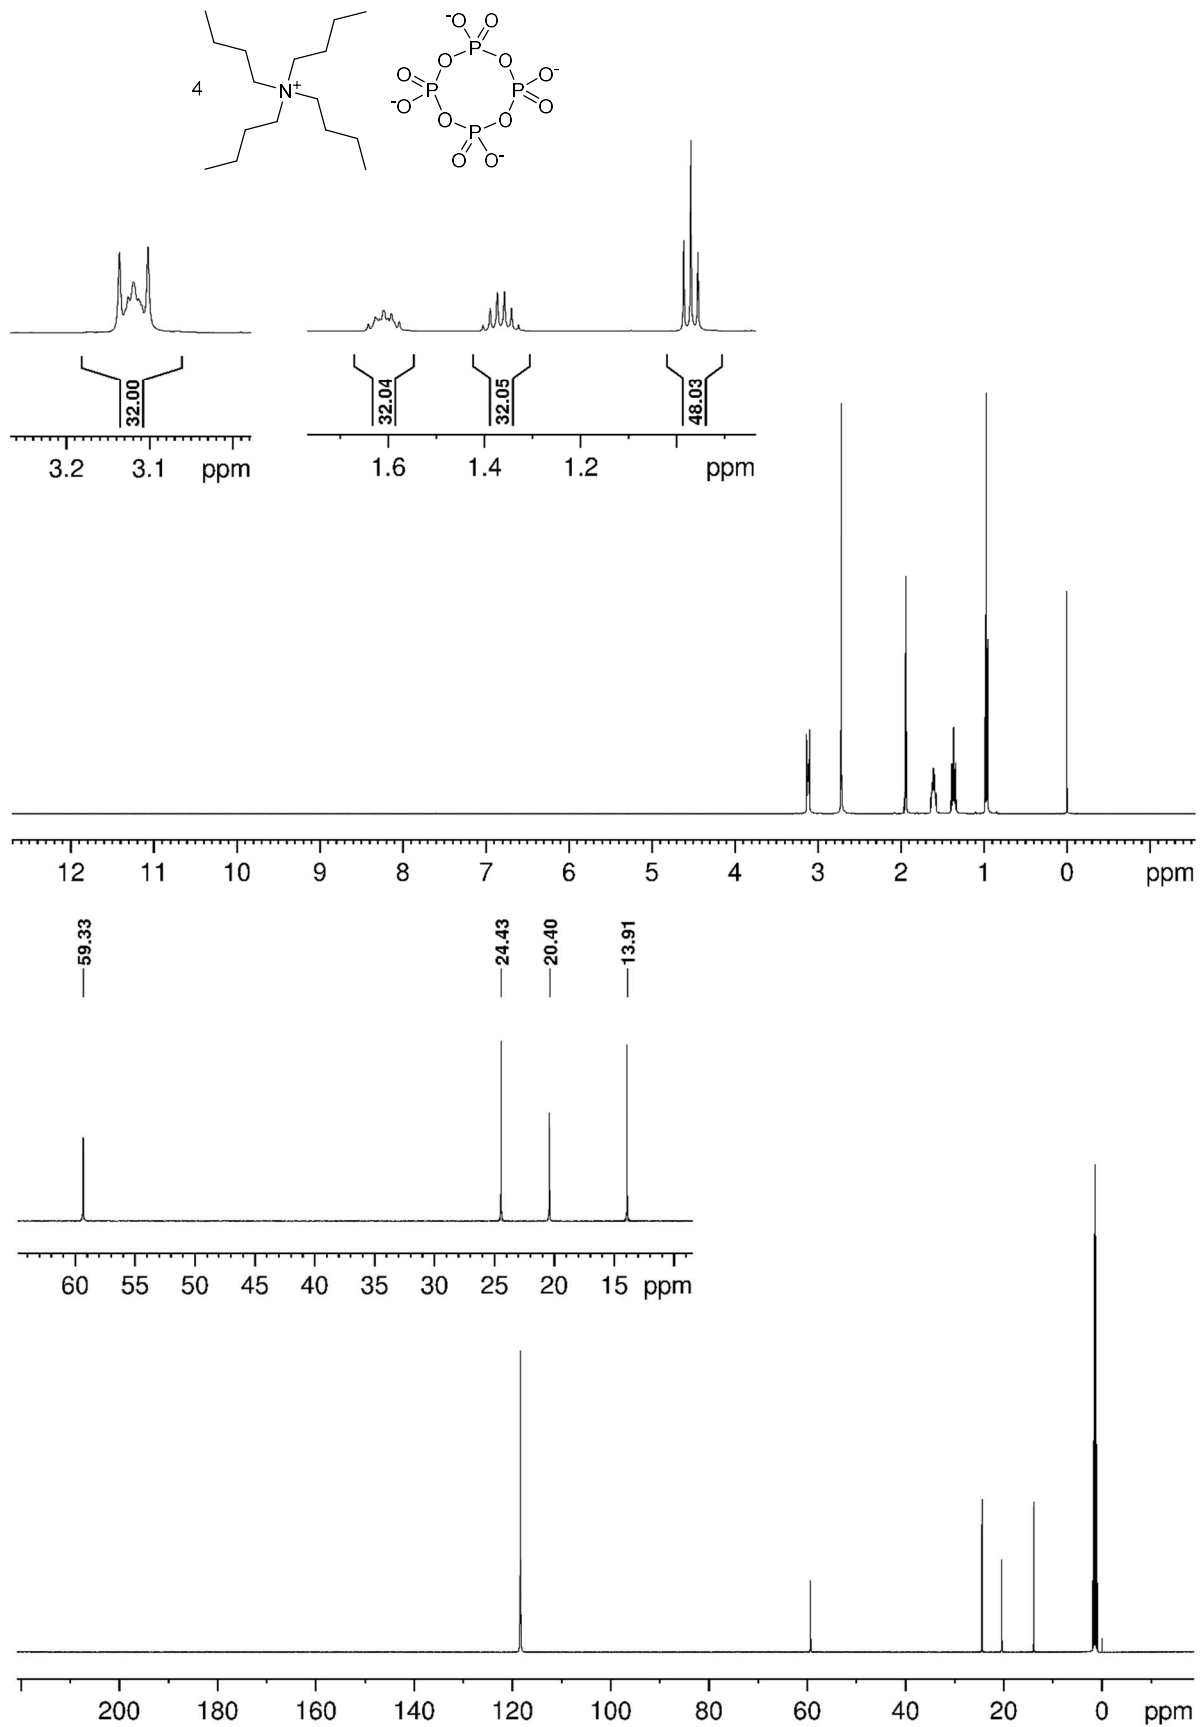 -O O
P
O O
O P P O-
4 N+
-O O O
O P O
O O-
32.00
32.04
32.05
48.03
3.2 3.1 ppm
1.6 1.4 1.2 ppm
12 11 10 9 8 7 6 5 4 3 2 1 0 ppm
59.33
24.43
20.40
13.91
60 55 50 45 40 35 30 25 20 15 ppm
200 180 160 140 120 100 80 60 40 20 0 ppm